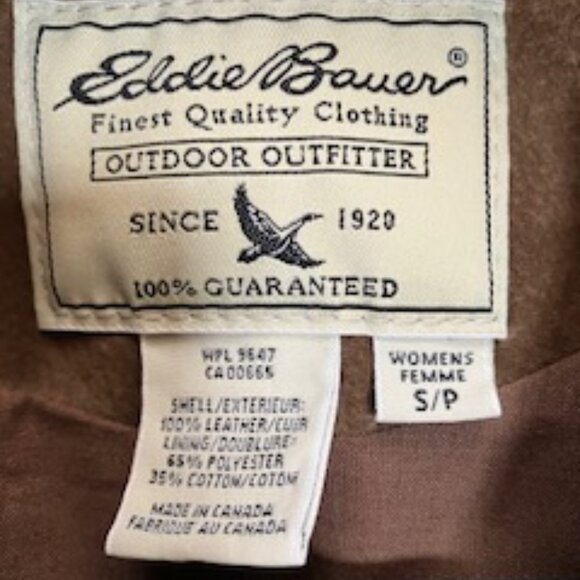 Eddie Bauer®
Finest Quality Clothing
OUTDOOR OUTFITTER
SINCE 1920
100% GUARANTEED
WPL 9647
CA00665
SHELL/EXTERIEUR:
100% LEATHER/CUIR
LINING/DOUBLURE:
65% POLYESTER
35% COTTON/COTON
MADE IN CANADA
FABRIQUE AU CANADA
WOMENS
FEMME
S/P